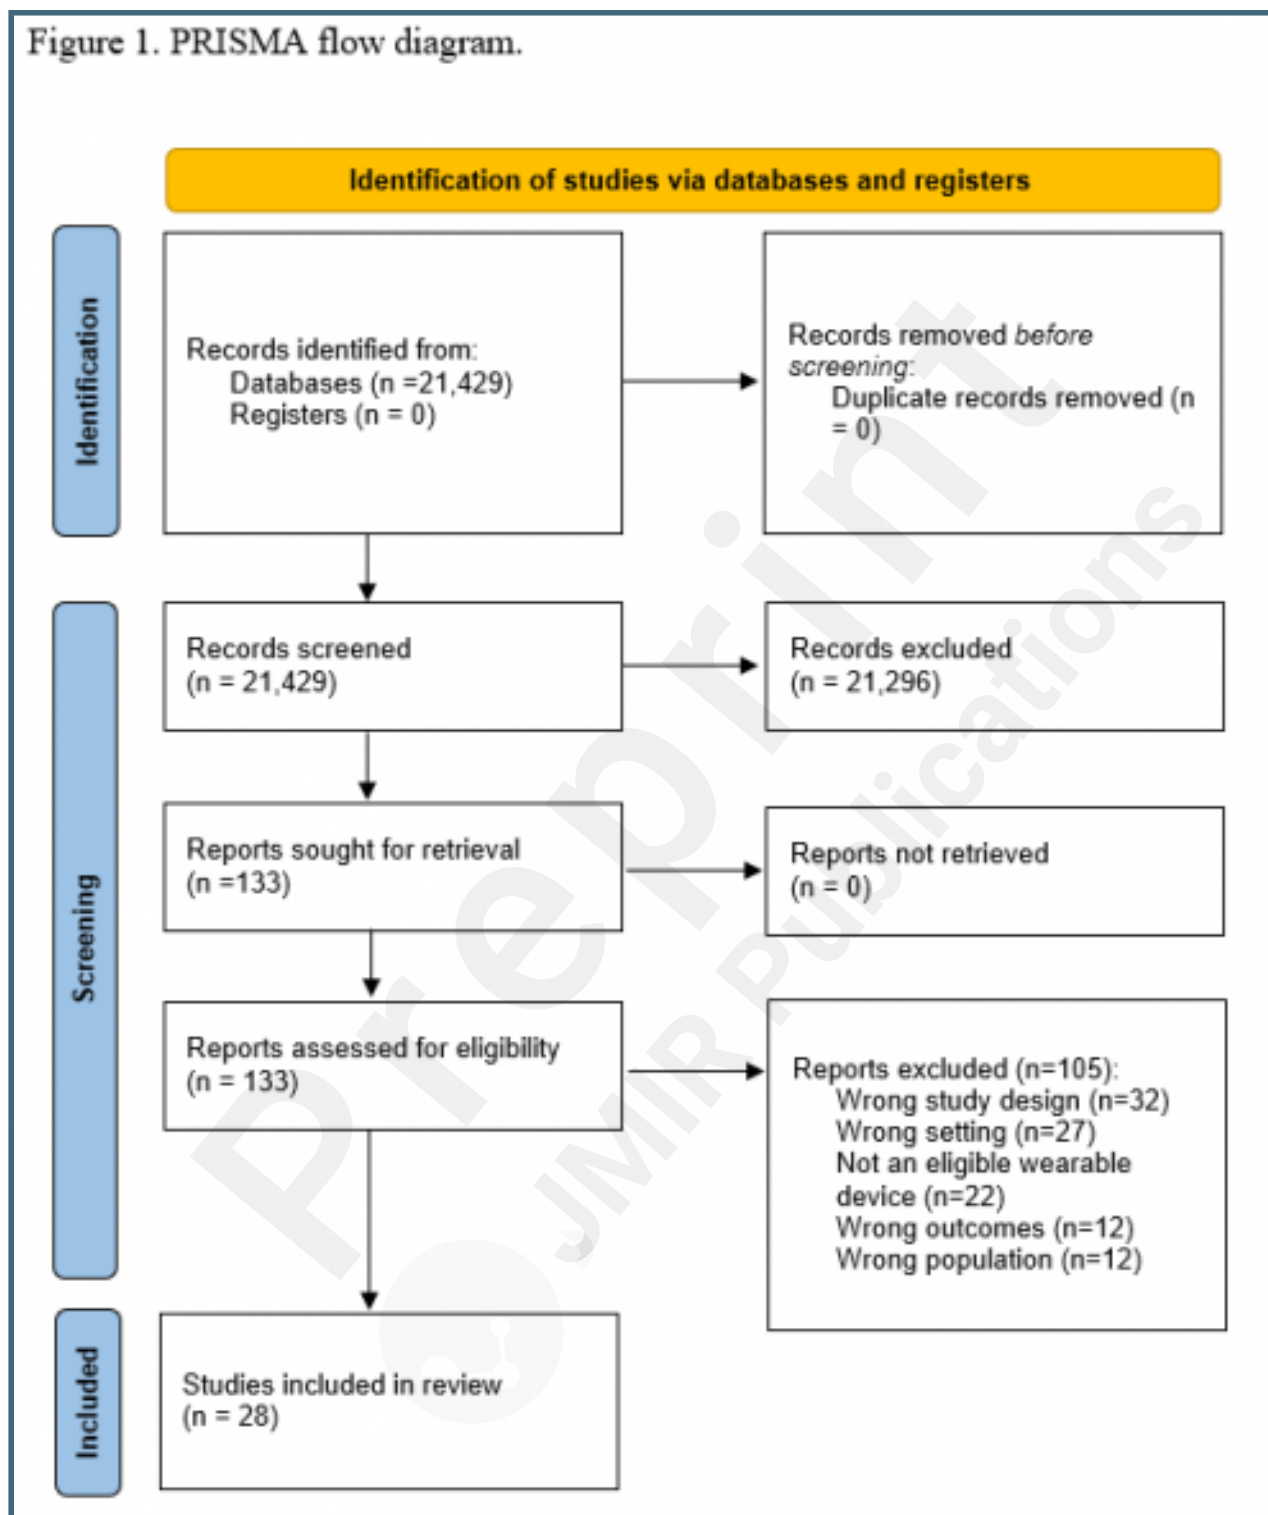 Figure 1. PRISMA flow diagram.
Identification of studies via databases and registers
Identification
Records identified from:
Databases (n =21,429)
Registers (n = 0)
Records removed before
screening:
Duplicate records removed (n
= 0)
Screening
Records screened
(n = 21,429)
Records excluded
(n = 21,296)
Reports sought for retrieval
(n =133)
Reports not retrieved
(n = 0)
Reports assessed for eligibility
(n = 133)
Reports excluded (n=105):
Wrong study design (n=32)
Wrong setting (n=27)
Not an eligible wearable
device (n=22)
Wrong outcomes (n=12)
Wrong population (n=12)
Included
Studies included in review
(n = 28)
Preprint
JMIR Publications